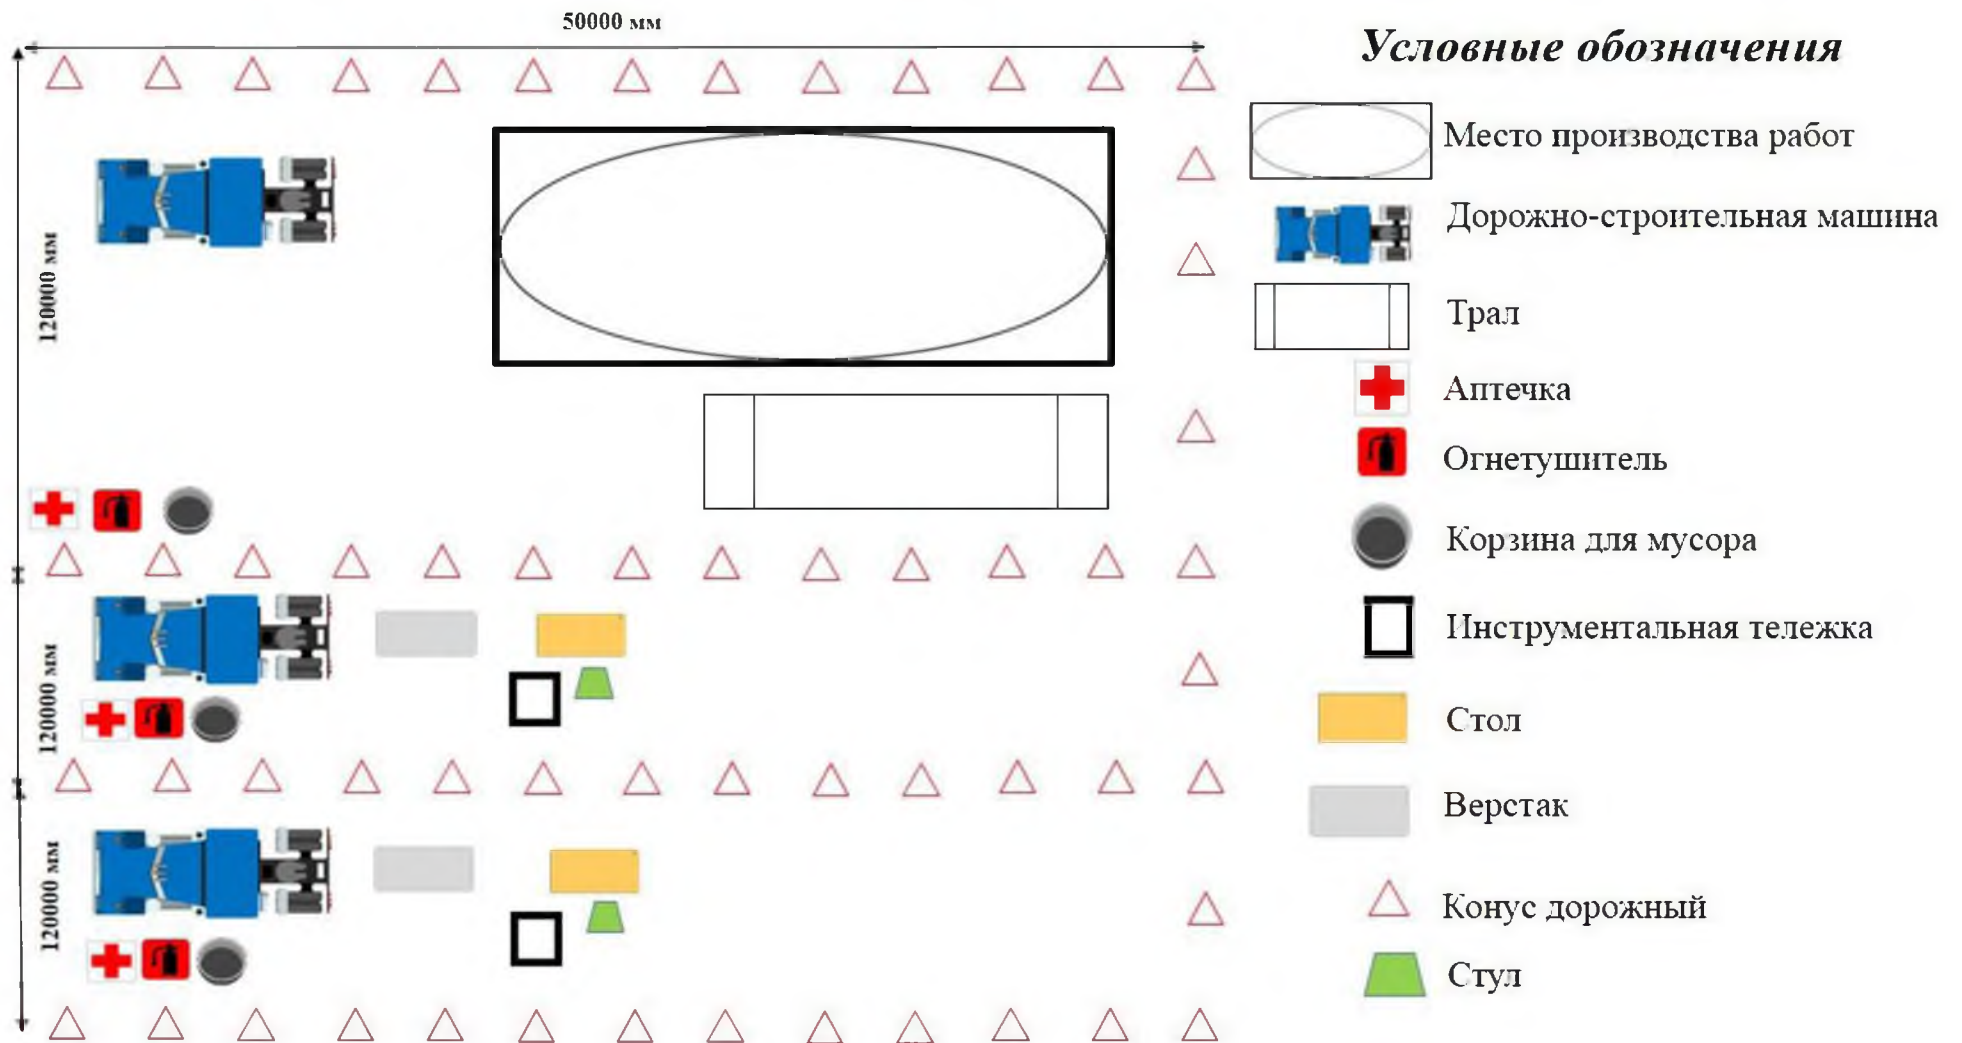 50000 мм
Условные обозначения
Место производства работ
Дорожно-строительная машина
120000 мм
Трал
Аптечка
Огнетушитель
Корзина для мусора
Инструментальная тележка
120000 мм
Стол
Верстак
120000 мм
Конус дорожный
Стул